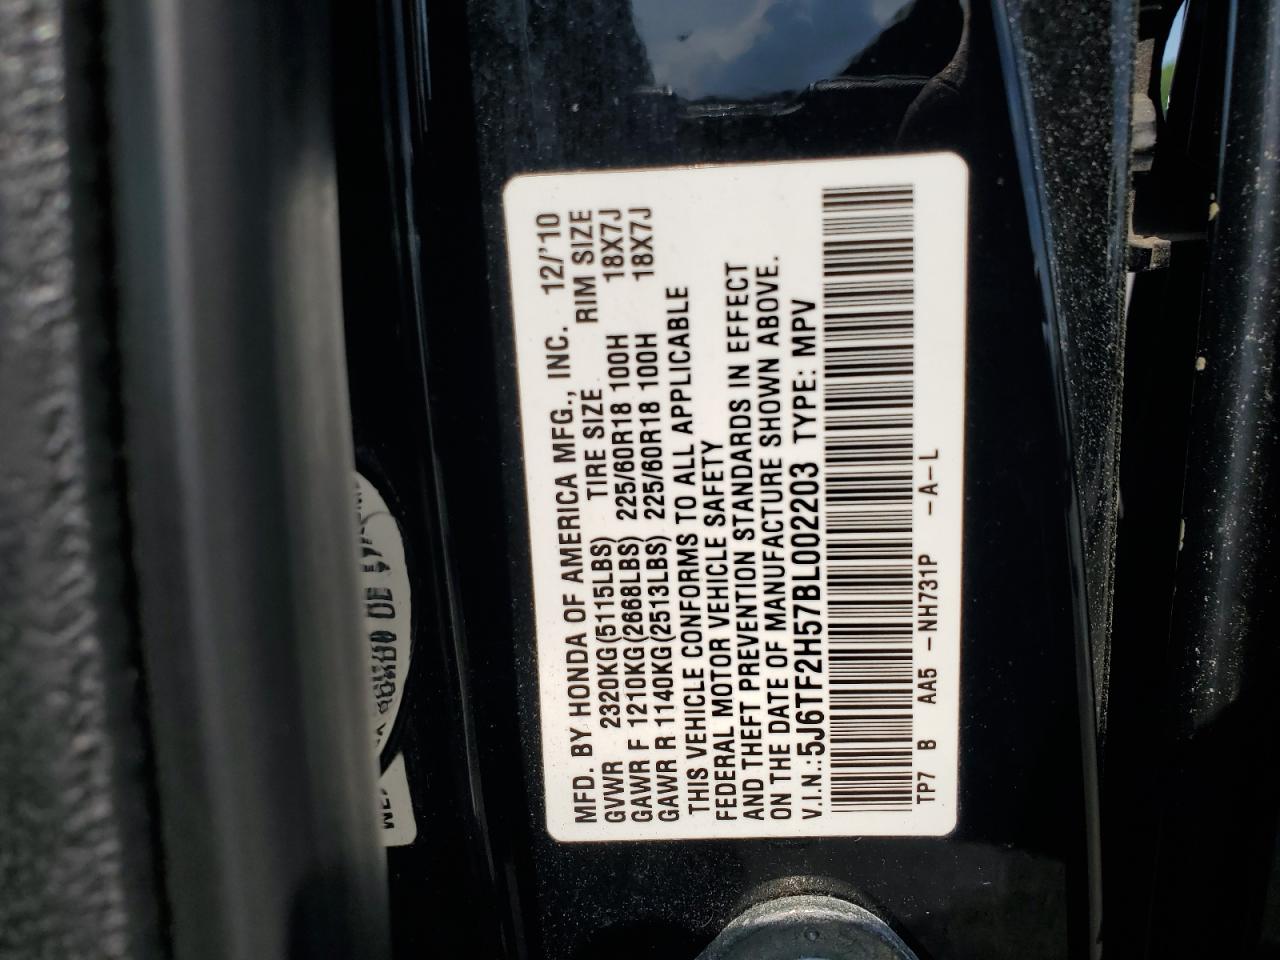 MFD. BY HONDA OF AMERICA MFG., INC. 12/'10
GVWR 2320KG(5115LBS) TIRE SIZE RIM SIZE
GAWR F 1210KG(2668LBS) 225/60R18 100H 18X7J
GAWR R 1140KG(2513LBS) 225/60R18 100H 18X7J
THIS VEHICLE CONFORMS TO ALL APPLICABLE
FEDERAL MOTOR VEHICLE SAFETY
AND THEFT PREVENTION STANDARDS IN EFFECT
ON THE DATE OF MANUFACTURE SHOWN ABOVE.
V.I.N.:5J6TF2H57BL002203 TYPE: MPV
TP7 B AA5 -NH731P -A-L